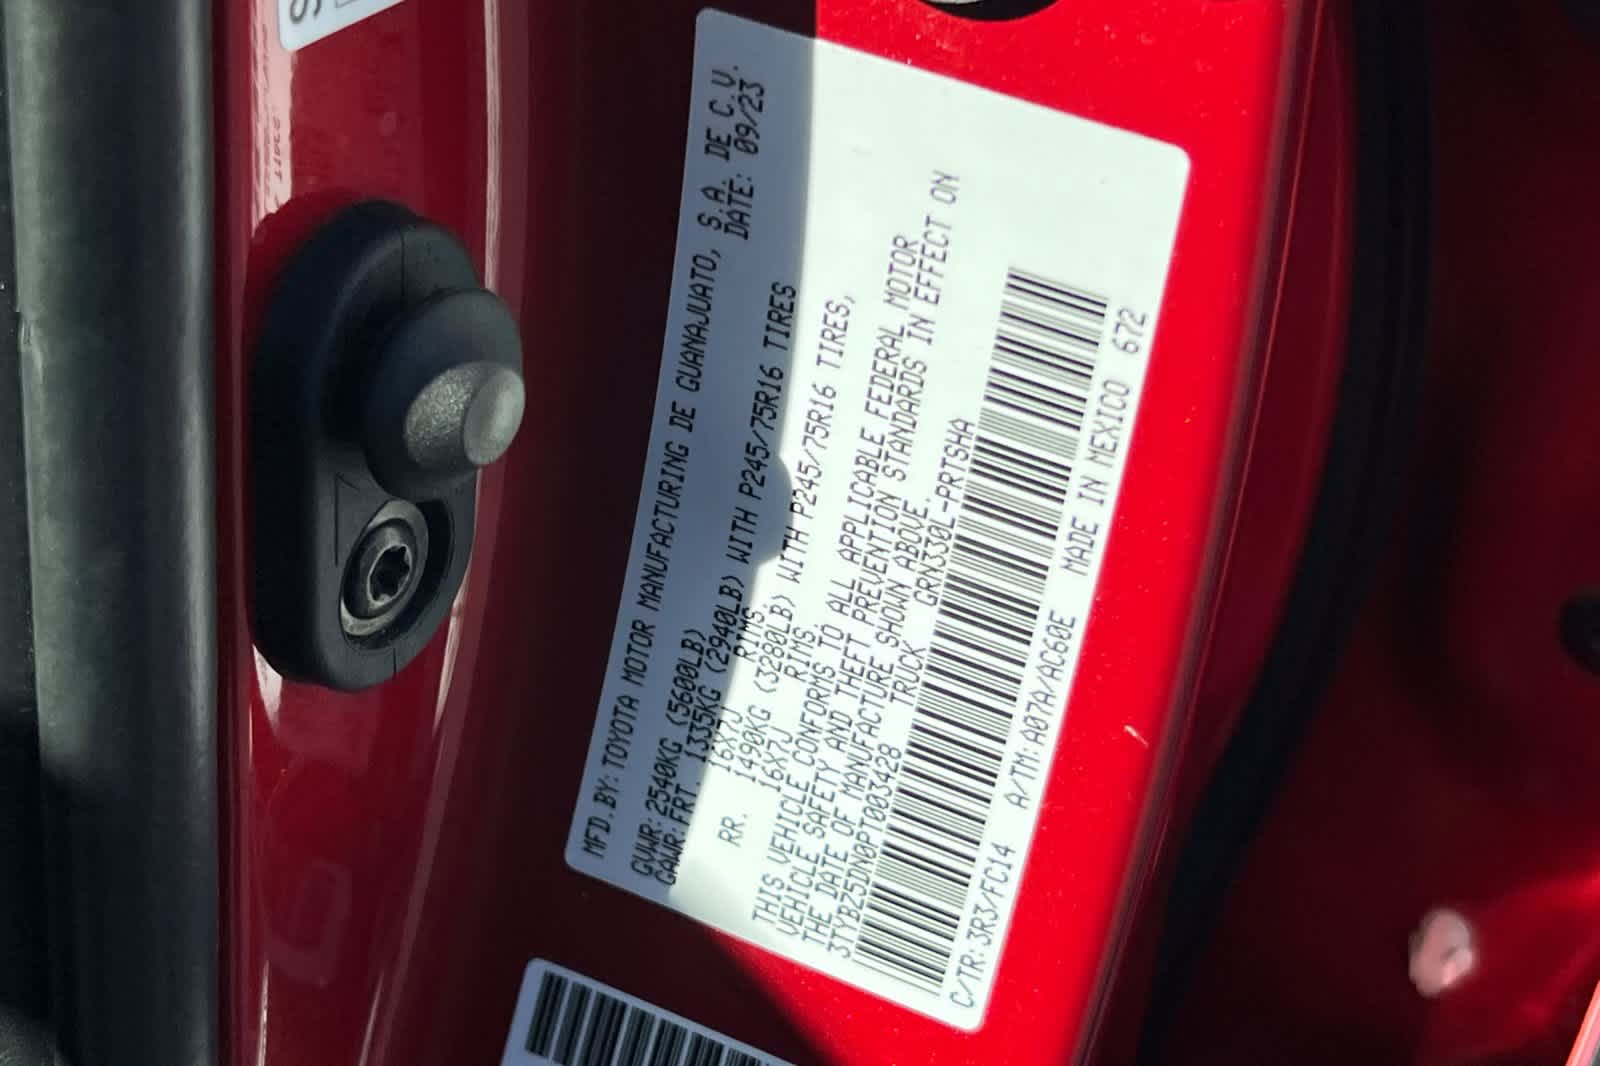 MFD.BY:TOYOTA MOTOR MANUFACTURING DE GUANAJUATO, S.A. DE C.V.
DATE: 09/23
GVWR:2540KG (5600LB)
GAWR:FRT. 1335KG (2940LB) WITH P245/75R16 TIRES
16X7J RIMS.
RR. 1490KG (3280LB) WITH P245/75R16 TIRES,
16X7J RIMS.
THIS VEHICLE CONFORMS TO ALL APPLICABLE FEDERAL MOTOR
VEHICLE SAFETY AND THEFT PREVENTION STANDARDS IN EFFECT ON
THE DATE OF MANUFACTURE SHOWN ABOVE.
3TYBZ5DN0PT003428 TRUCK GRN330L-PRTSHA
C/TR:3R3/FC14 A/TM:A07A/AC60E MADE IN MEXICO 672